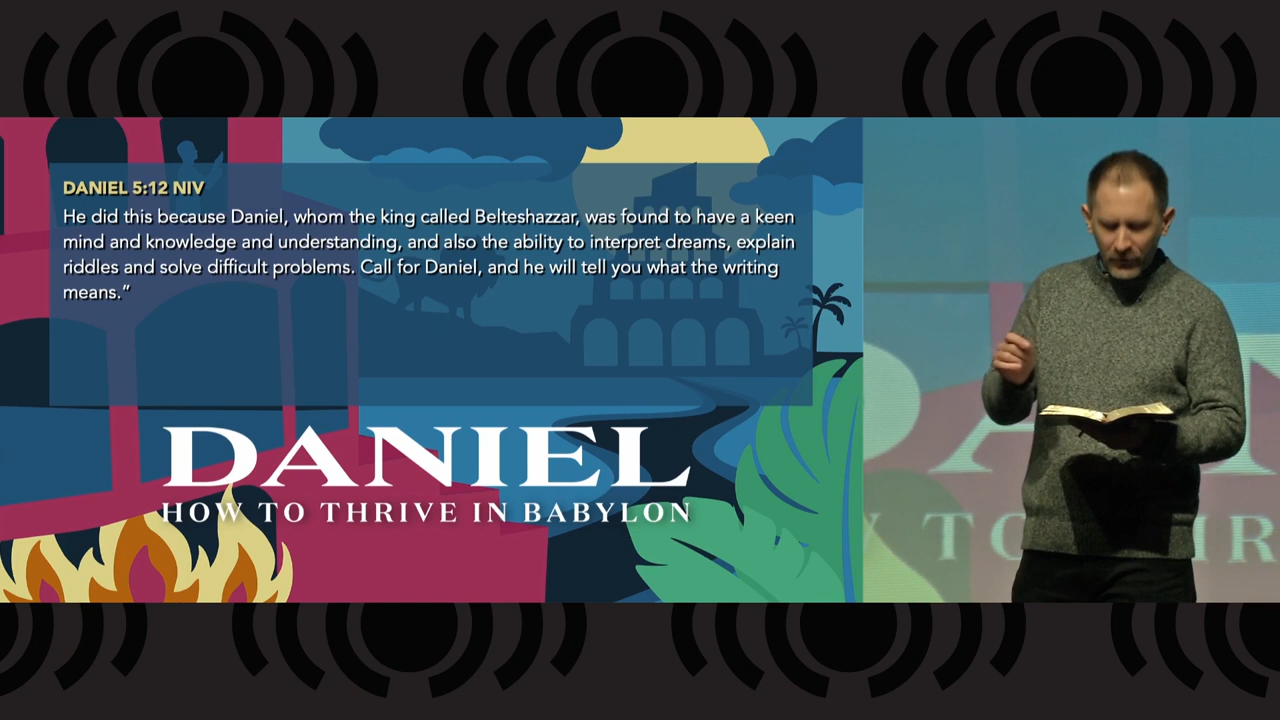 DANIEL 5:12 NIV
He did this because Daniel, whom the king called Belteshazzar, was found to have a keen
mind and knowledge and understanding, and also the ability to interpret dreams, explain
riddles and solve difficult problems. Call for Daniel, and he will tell you what the writing
means.”
DANIEL
HOW TO THRIVE IN BABYLON